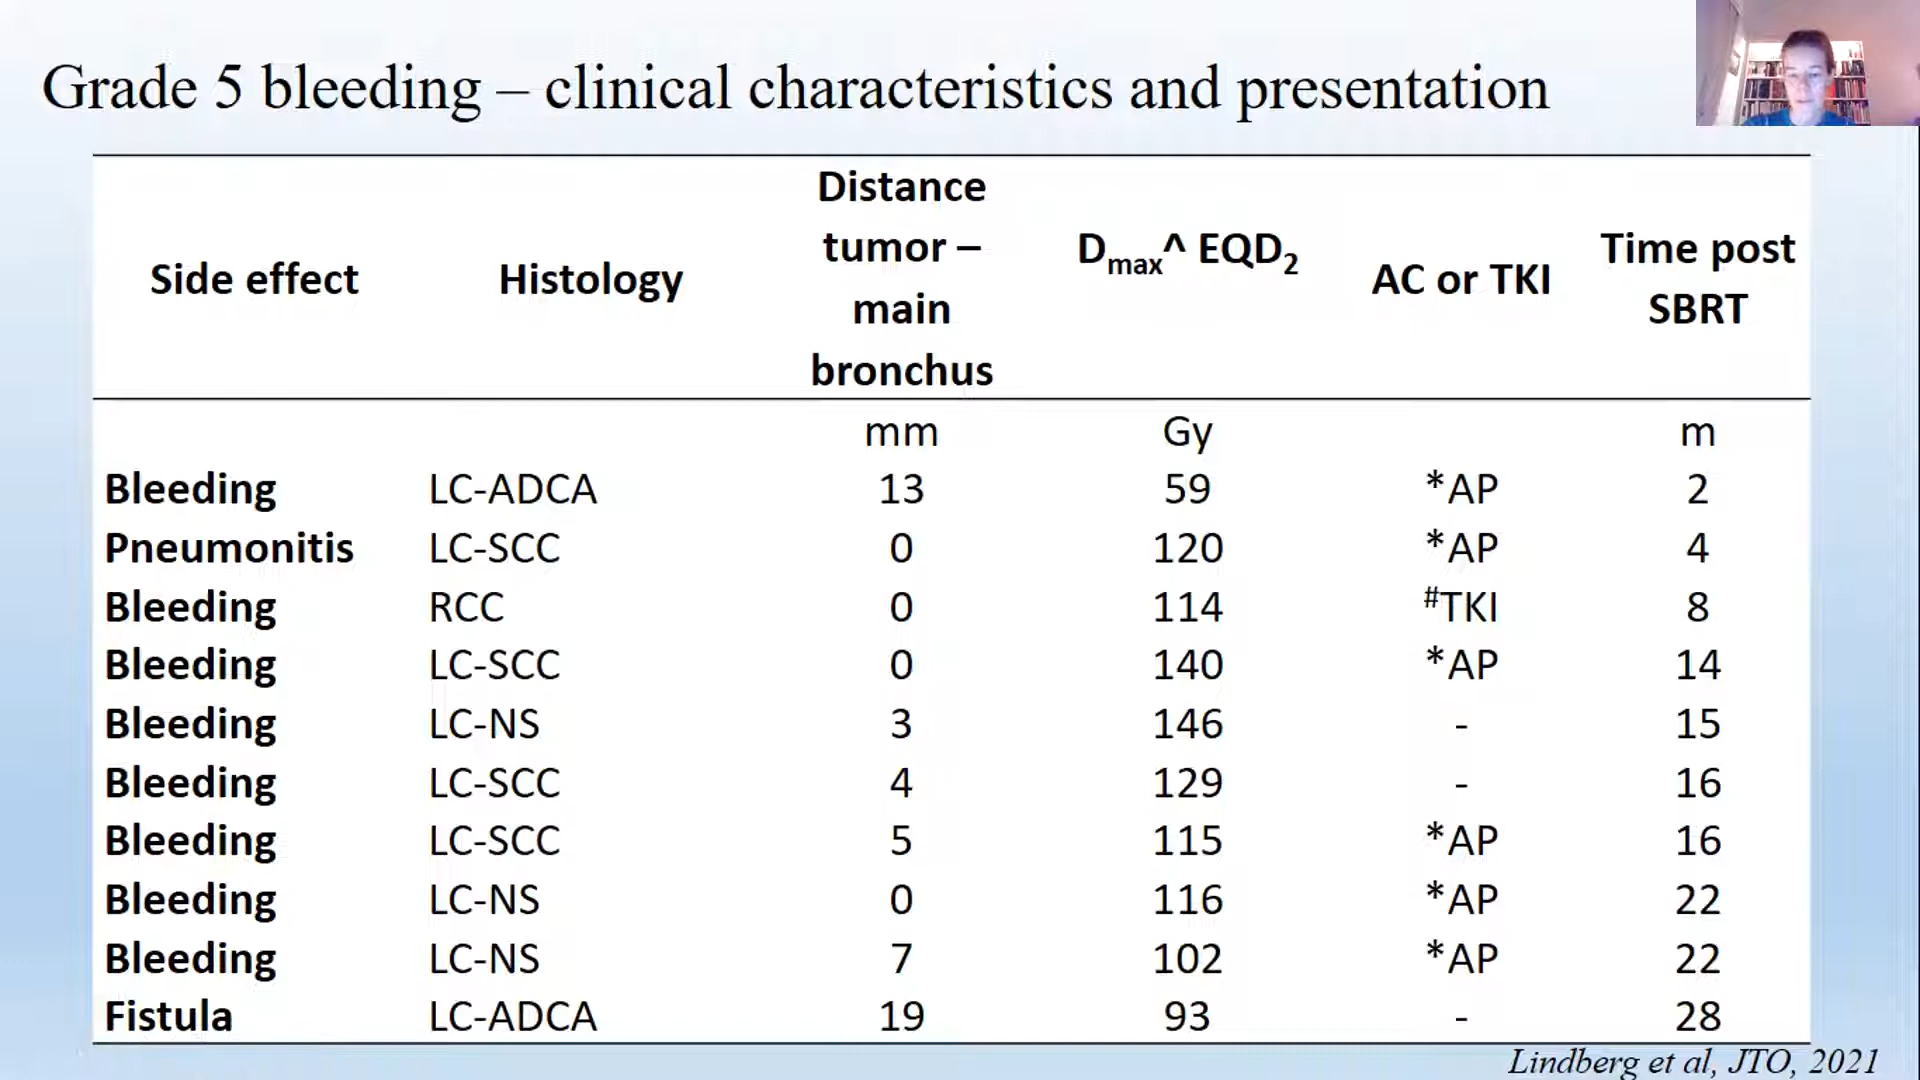 Grade 5 bleeding – clinical characteristics and presentation
Side effect Histology Distance tumor – main bronchus Dmax^ EQD2 AC or TKI Time post SBRT
mm Gy m
Bleeding LC-ADCA 13 59 *AP 2
Pneumonitis LC-SCC 0 120 *AP 4
Bleeding RCC 0 114 #TKI 8
Bleeding LC-SCC 0 140 *AP 14
Bleeding LC-NS 3 146 - 15
Bleeding LC-SCC 4 129 - 16
Bleeding LC-SCC 5 115 *AP 16
Bleeding LC-NS 0 116 *AP 22
Bleeding LC-NS 7 102 *AP 22
Fistula LC-ADCA 19 93 - 28
Lindberg et al, JTO, 2021